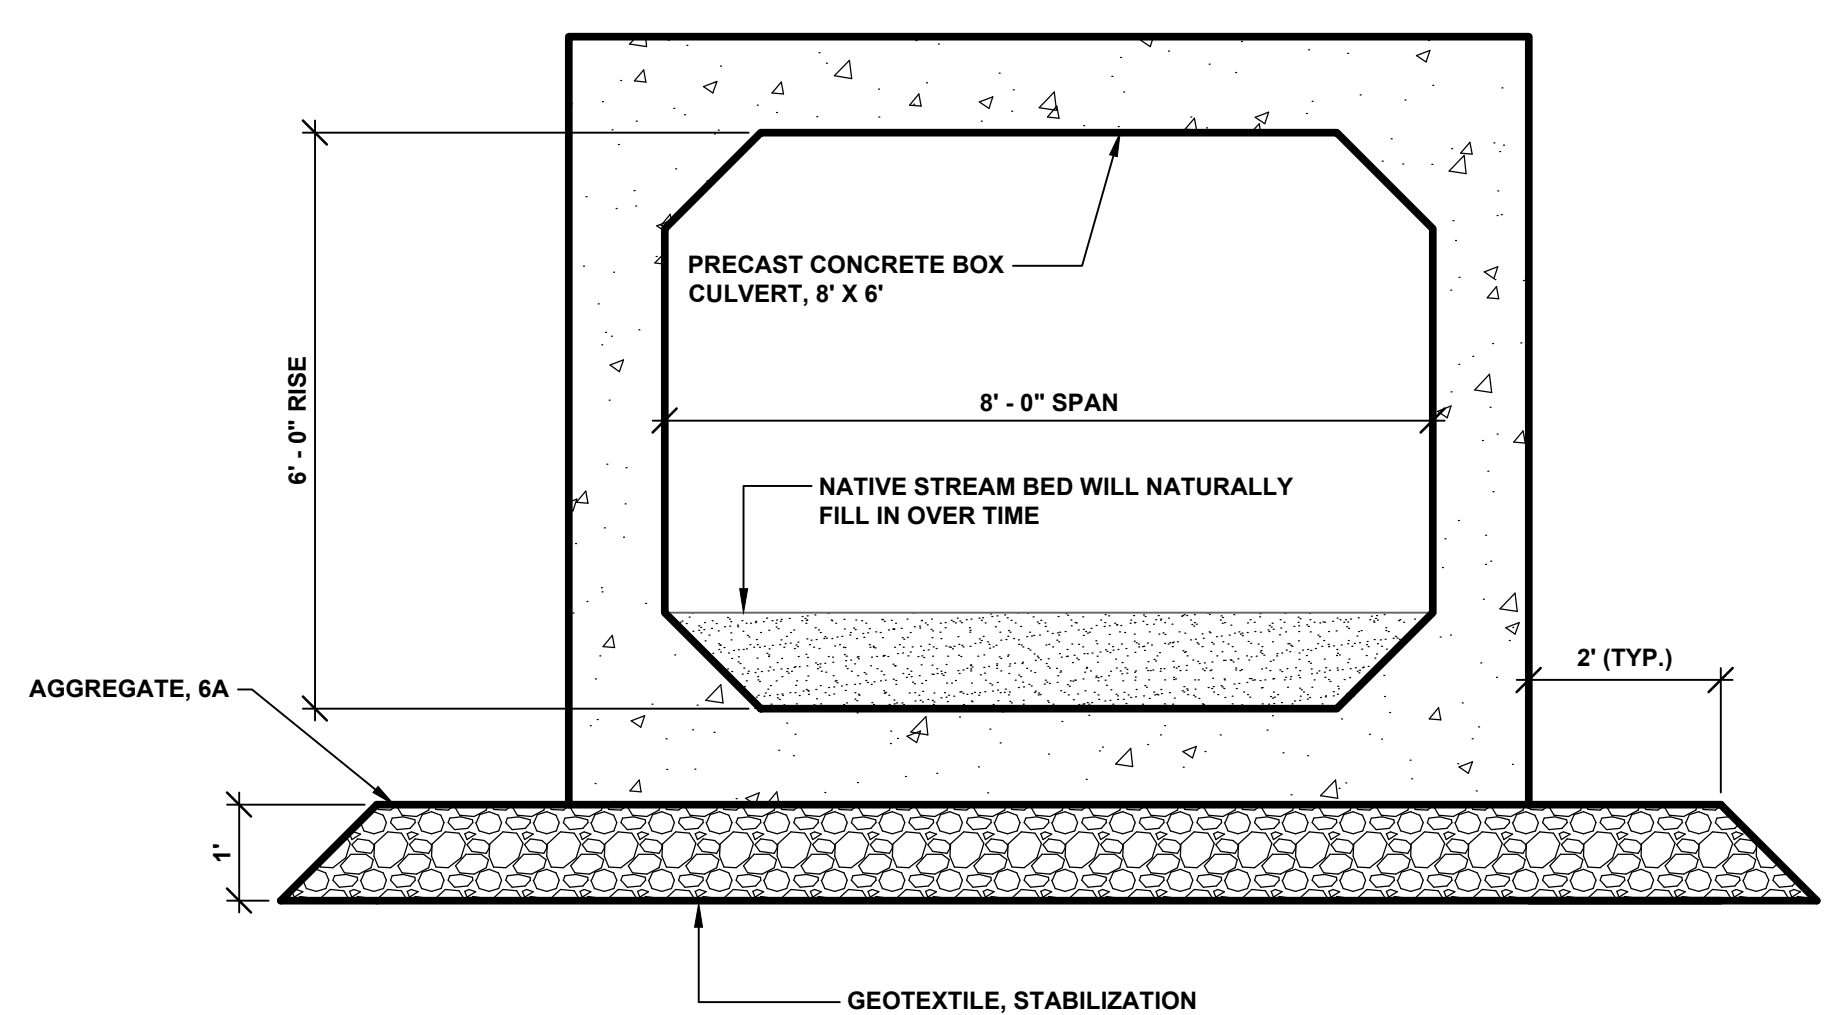 PRECAST CONCRETE BOX
CULVERT, 8' X 6'
6' - 0" RISE
8' - 0" SPAN
NATIVE STREAM BED WILL NATURALLY
FILL IN OVER TIME
2' (TYP.)
AGGREGATE, 6A
1'
GEOTEXTILE, STABILIZATION